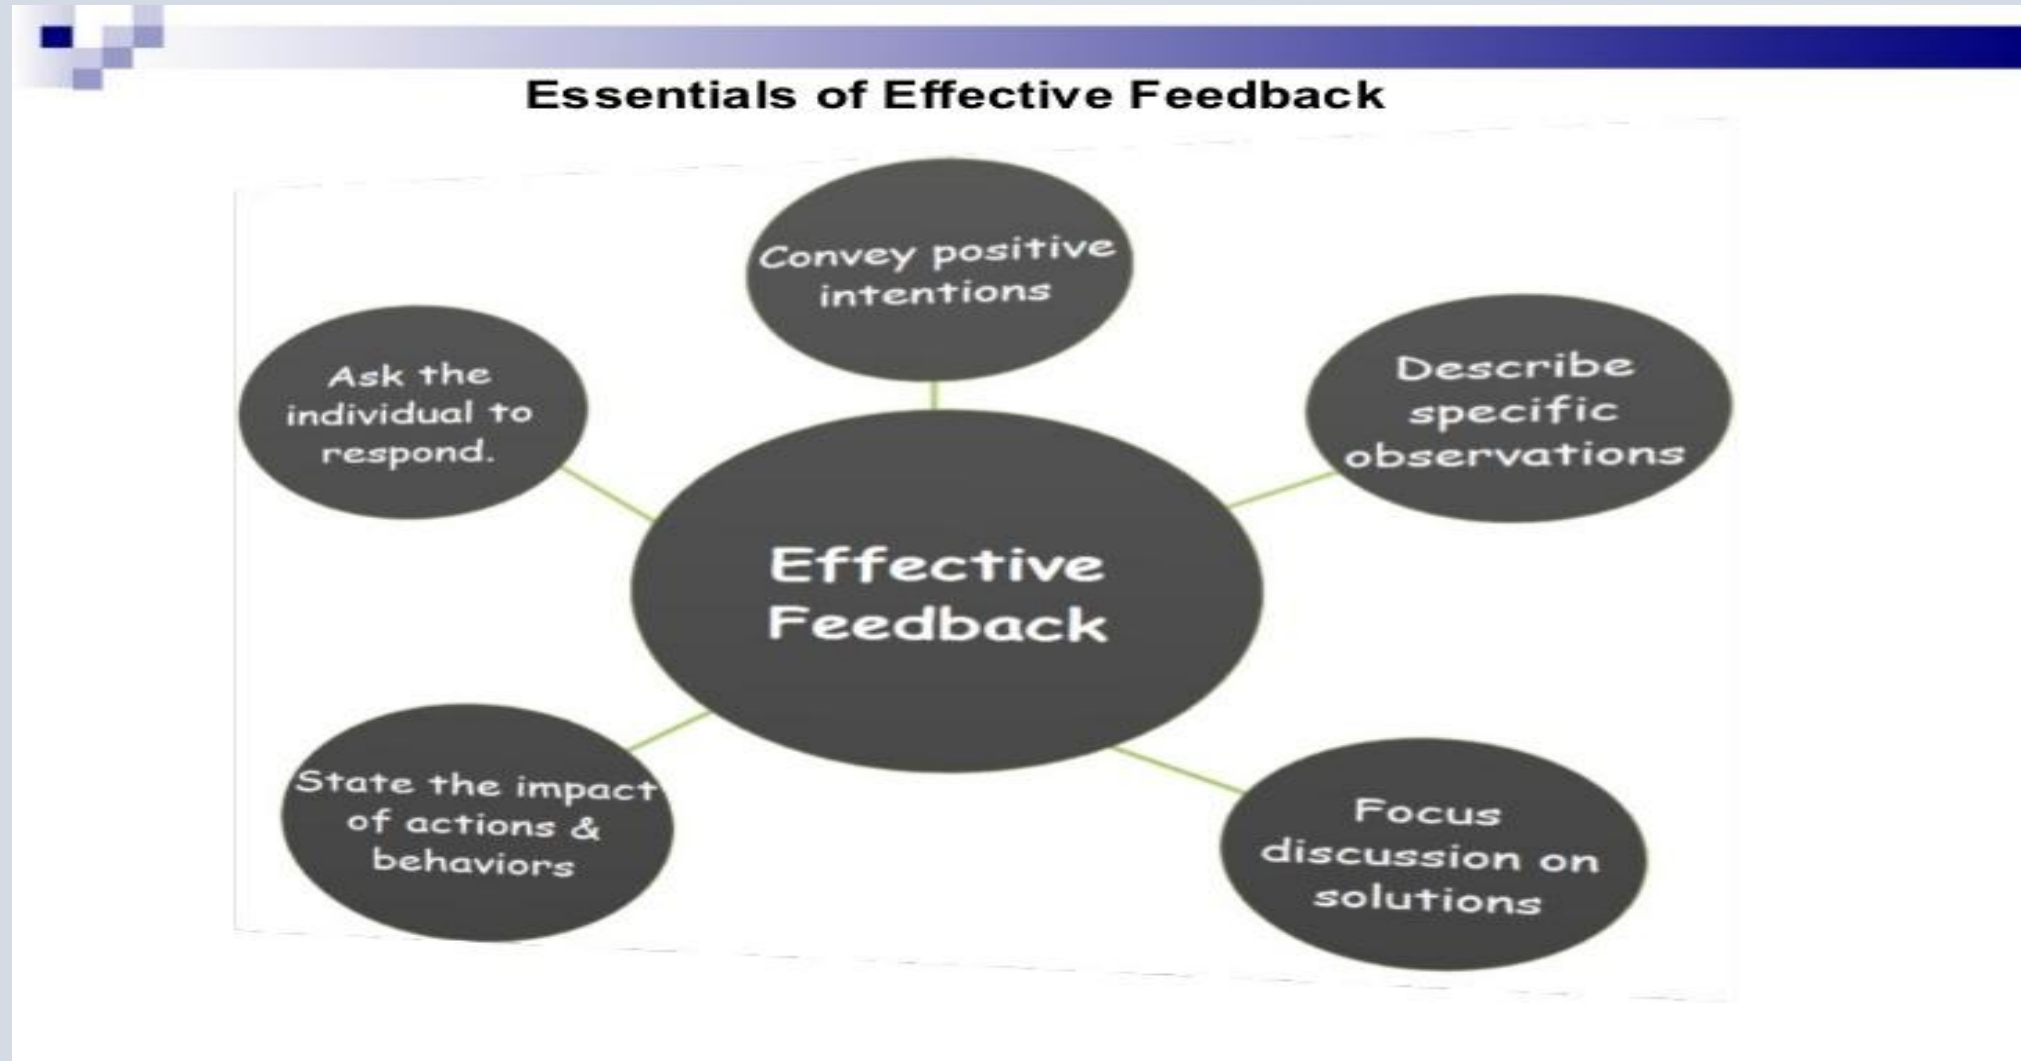 Essentials of Effective Feedback
Convey positive
intentions
Describe
specific
observations
Focus
discussion on
solutions
State the impact
of actions &
behaviors
Ask the
individual to
respond.
Effective
Feedback